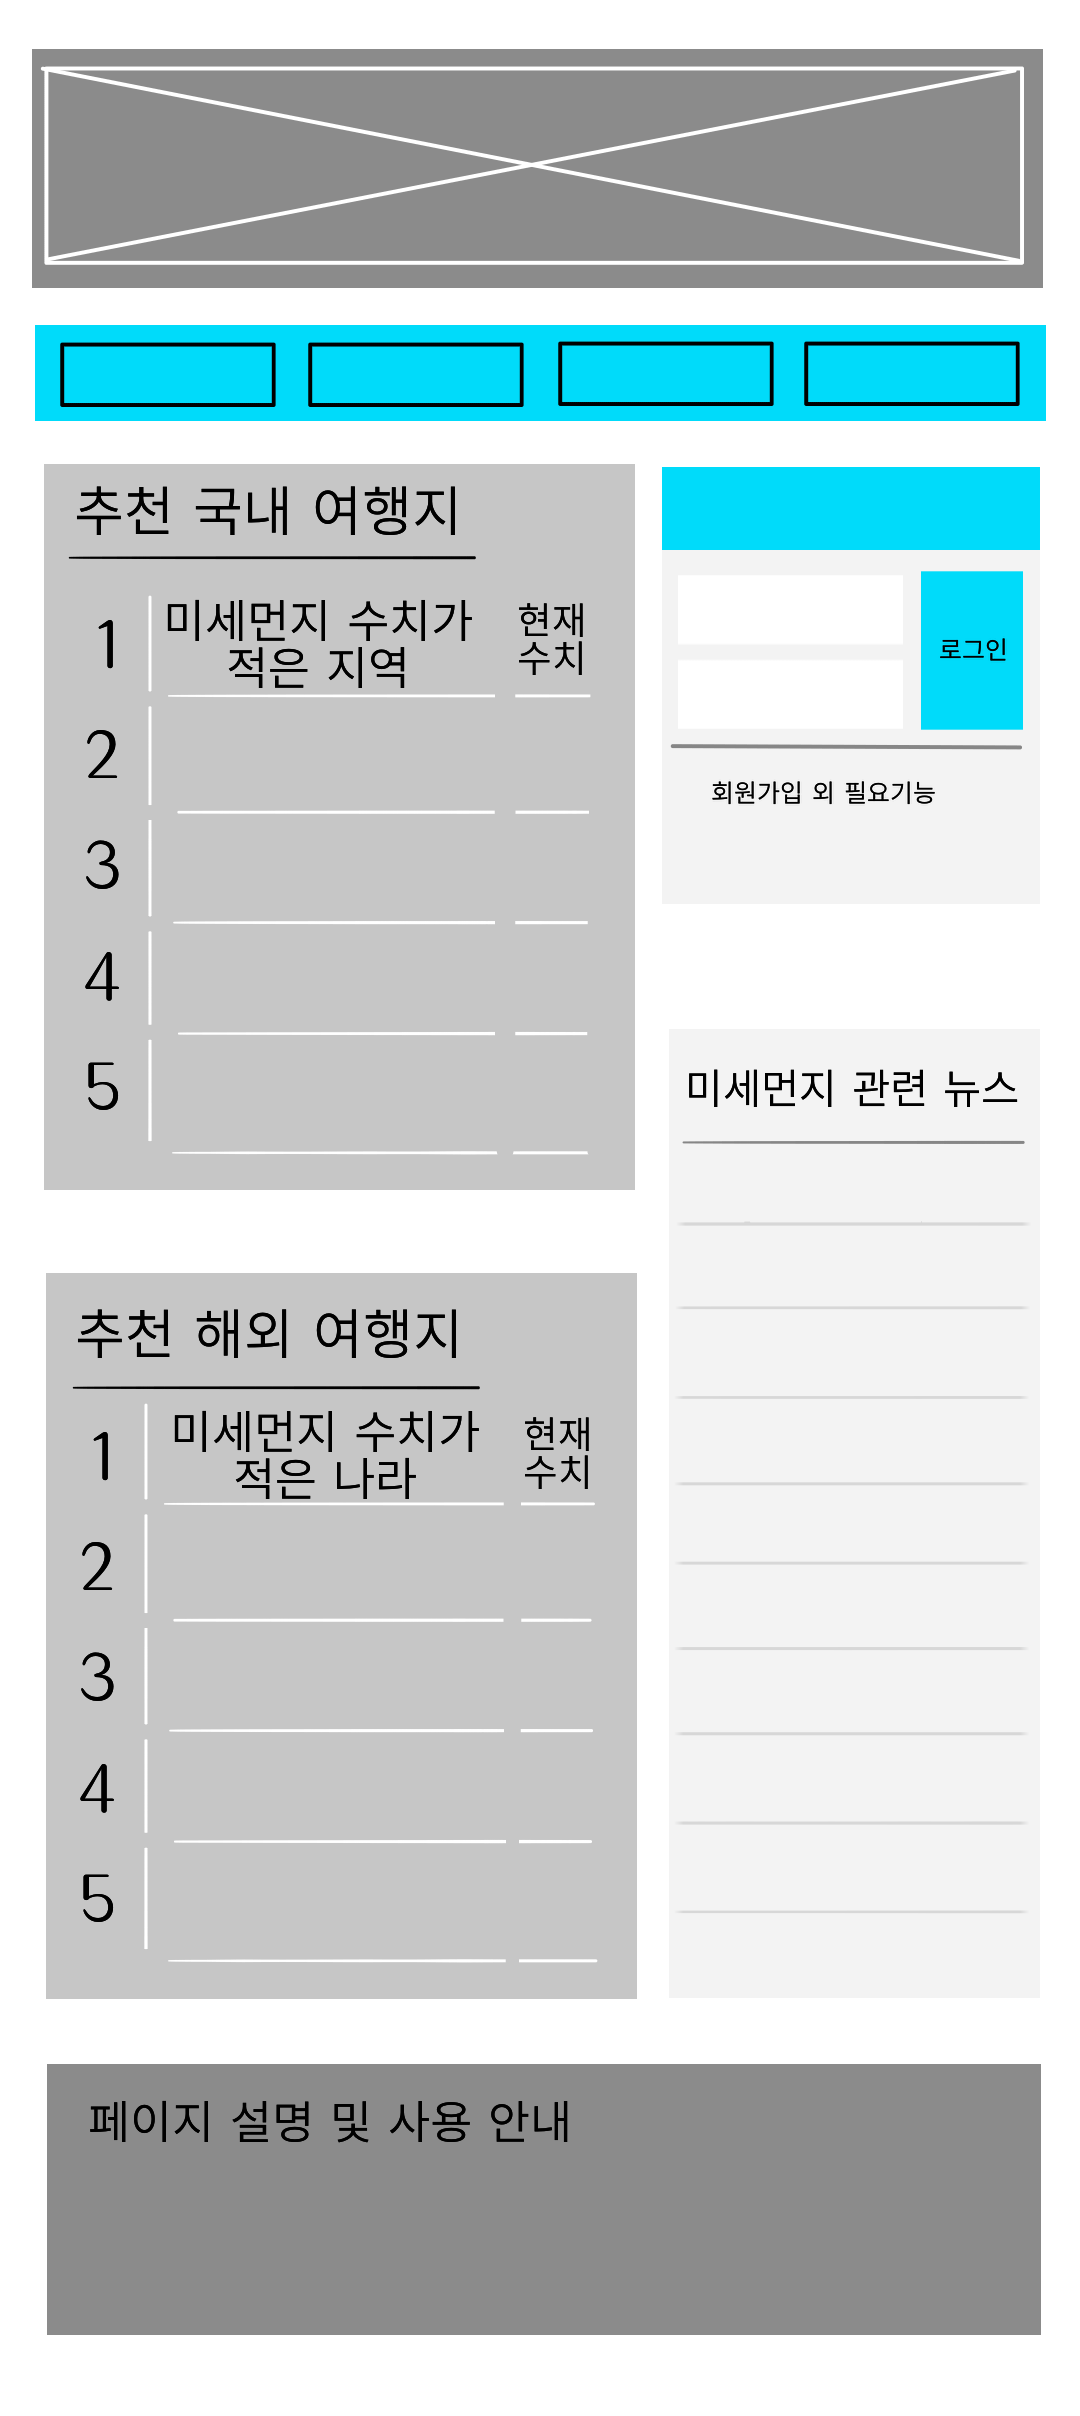 추천 국내 여행지
1
미세먼지 수치가
적은 지역
현재
수치
2
3
4
5
로그인
회원가입 외 필요기능
미세먼지 관련 뉴스
추천 해외 여행지
1
미세먼지 수치가
적은 나라
현재
수치
2
3
4
5
페이지 설명 및 사용 안내